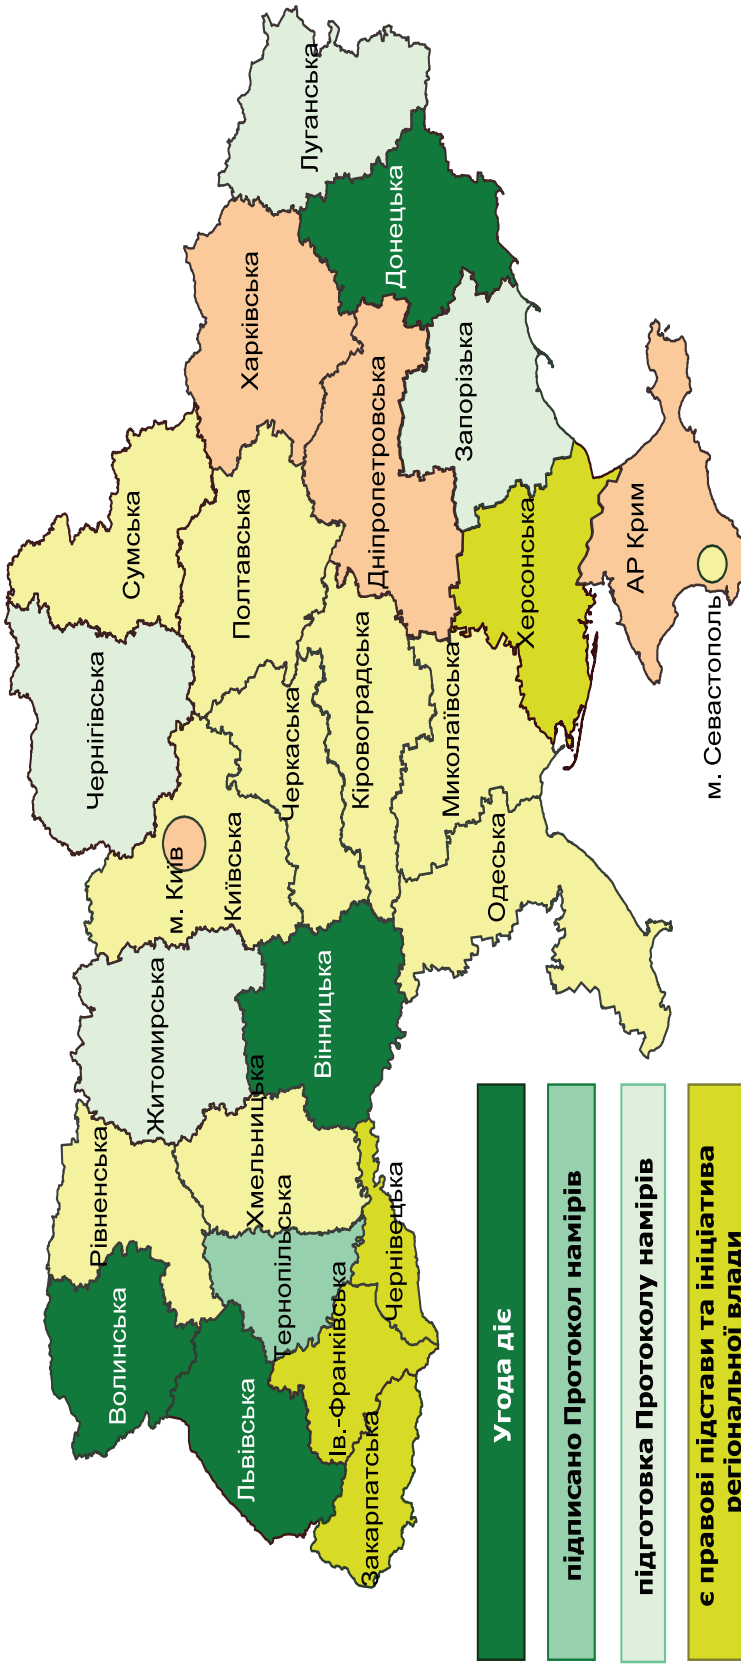 Волинська
Рівненська
Житомирська
Чернігівська
Сумська
м. Київ
Київська
Полтавська
Харківська
Луганська
Львівська
Тернопільська
Хмельницька
Вінницька
Черкаська
Кіровоградська
Дніпропетровська
Донецька
Закарпатська
Ів.-Франківська
Чернівецька
Одеська
Миколаївська
Херсонська
Запорізька
АР Крим
м. Севастополь
Угода діє
підписано Протокол намірів
підготовка Протоколу намірів
є правові підстави та ініціатива
регіональної влади